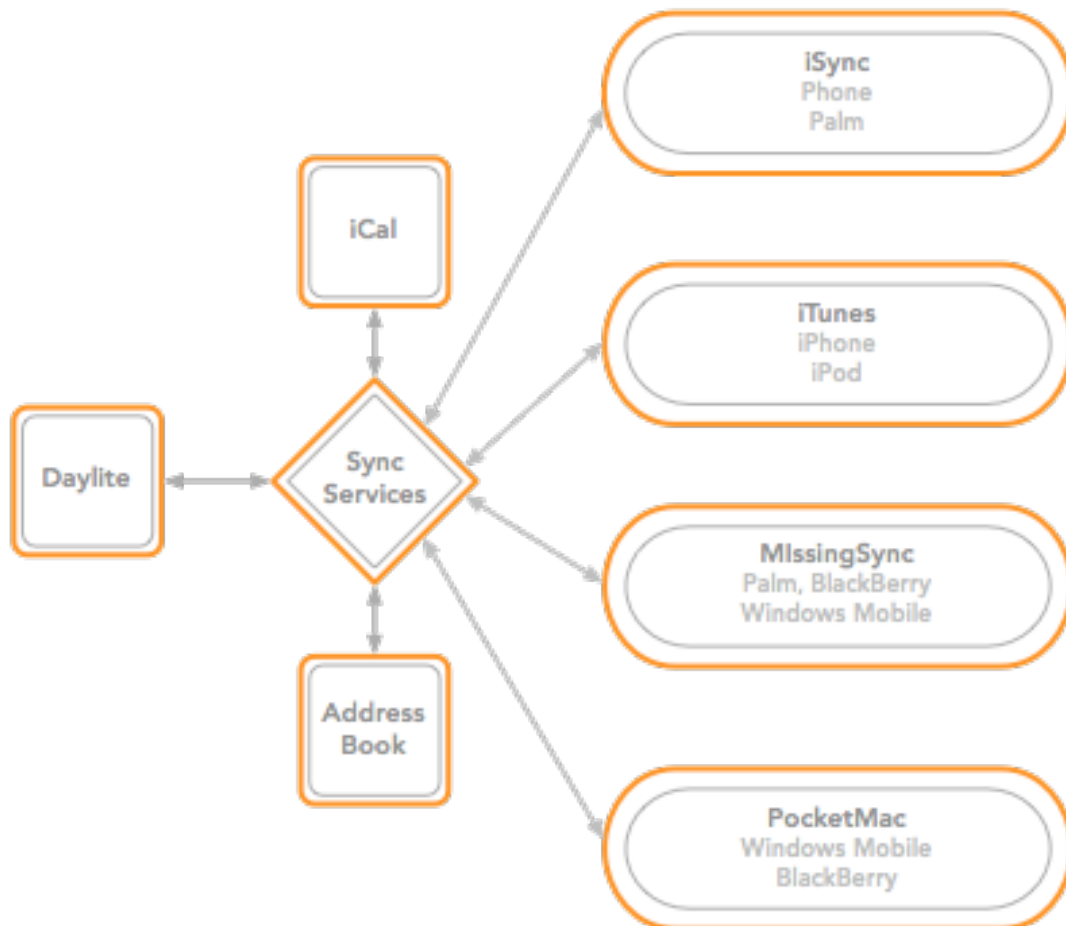 iSync
Phone
Palm
iCal
iTunes
iPhone
iPod
Daylite
Sync
Services
MIssingSync
Palm, BlackBerry
Windows Mobile
Address
Book
PocketMac
Windows Mobile
BlackBerry